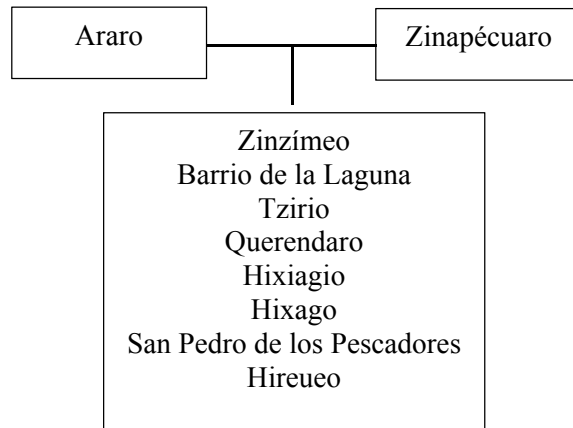 Araro
Zinapécuaro
Zinzímeo
Barrio de la Laguna
Tzirio
Querendaro
Hixiagio
Hixago
San Pedro de los Pescadores
Hireueo